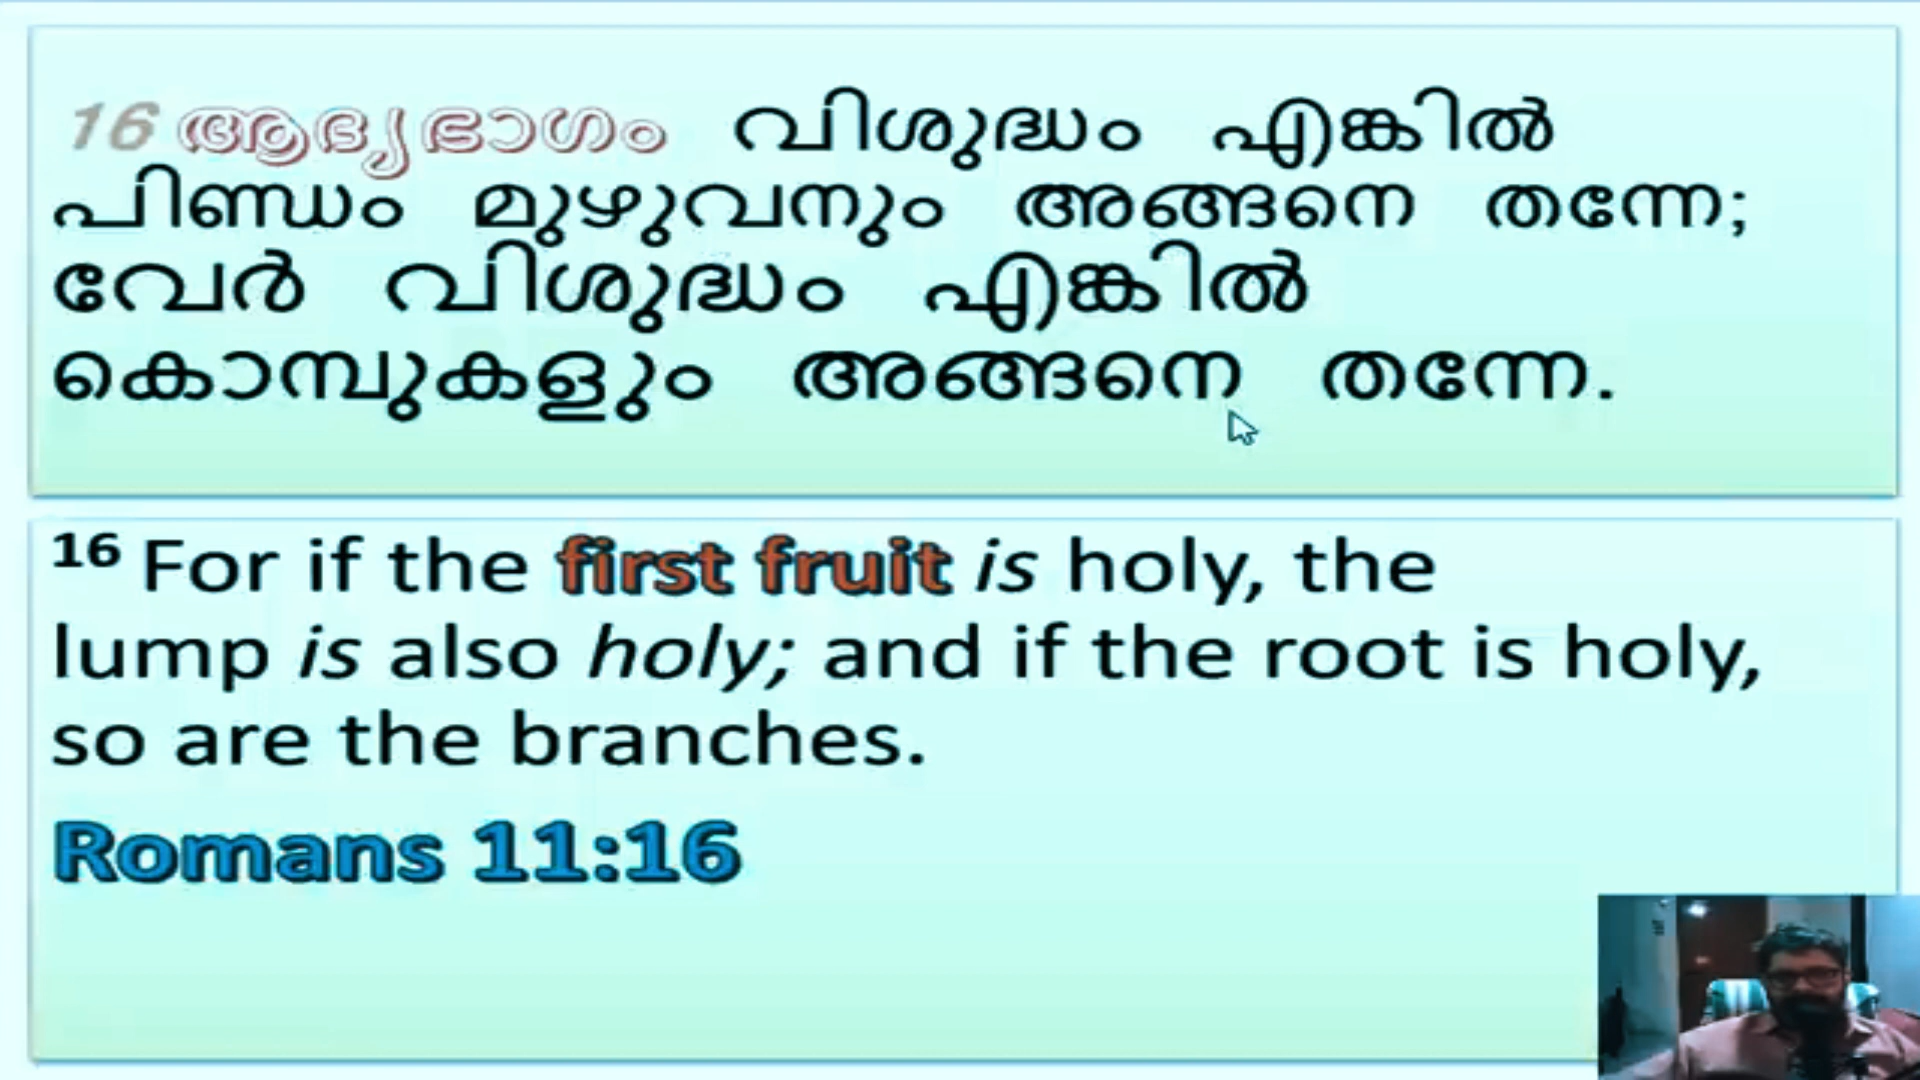 16 ആദ്യഭാഗം വിശുദ്ധം എങ്കിൽ
പിണ്ഡം മുഴുവനും അങ്ങനെ തന്നേ;
വേർ വിശുദ്ധം എങ്കിൽ
കൊമ്പുകളും അങ്ങനെ തന്നേ.
16 For if the first fruit is holy, the
lump is also holy; and if the root is holy,
so are the branches.
Romans 11:16